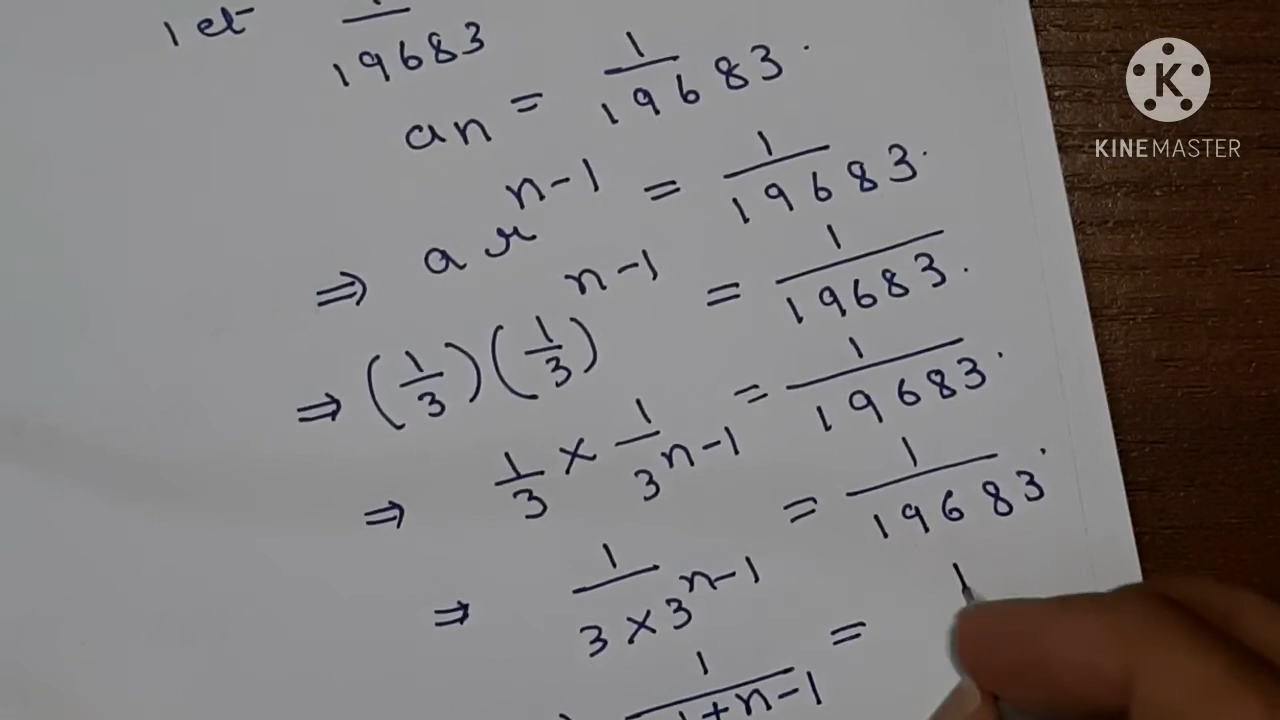 let 1/19683
an = 1/19683.
⇒ ar^(n-1) = 1/19683.
⇒ (1/3)(1/3)^(n-1) = 1/19683.
⇒ 1/3 × 1/3^(n-1) = 1/19683.
⇒ 1/(3×3^(n-1)) = 1/19683.
1/(1+n-1) = 1
K
KINEMASTER